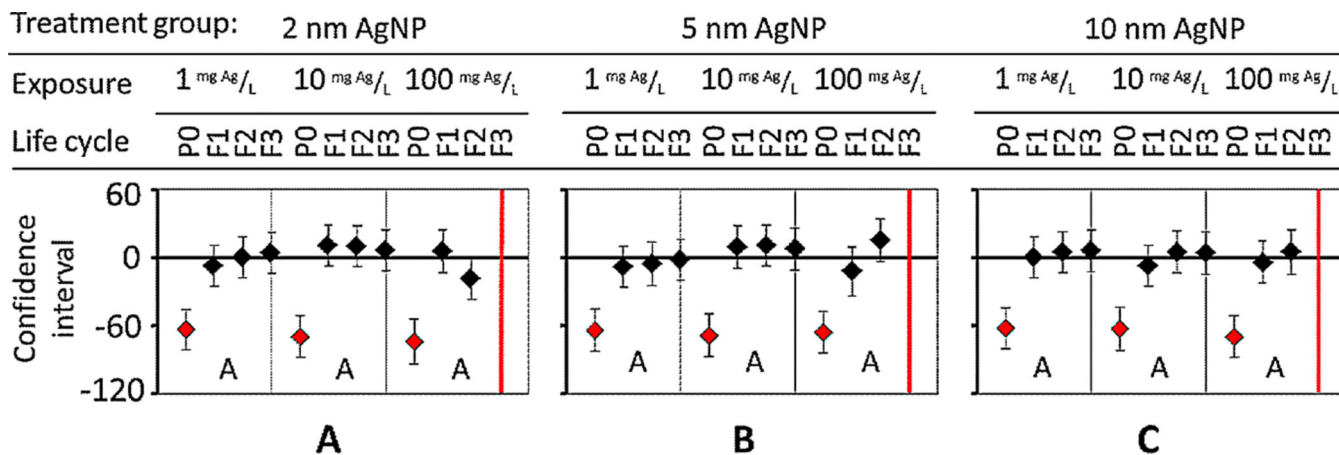 Treatment group: 2 nm AgNP 5 nm AgNP 10 nm AgNP
Exposure 1 mg Ag/L 10 mg Ag/L 100 mg Ag/L 1 mg Ag/L 10 mg Ag/L 100 mg Ag/L 1 mg Ag/L 10 mg Ag/L 100 mg Ag/L
Life cycle P0 F1 F2 F3 P0 F1 F2 F3 P0 F1 F2 F3 P0 F1 F2 F3 P0 F1 F2 F3 P0 F1 F2 F3 P0 F1 F2 F3 P0 F1 F2 F3 P0 F1 F2 F3
Confidence
interval
60
0
-60
-120
A A A A A A A A A
A B C